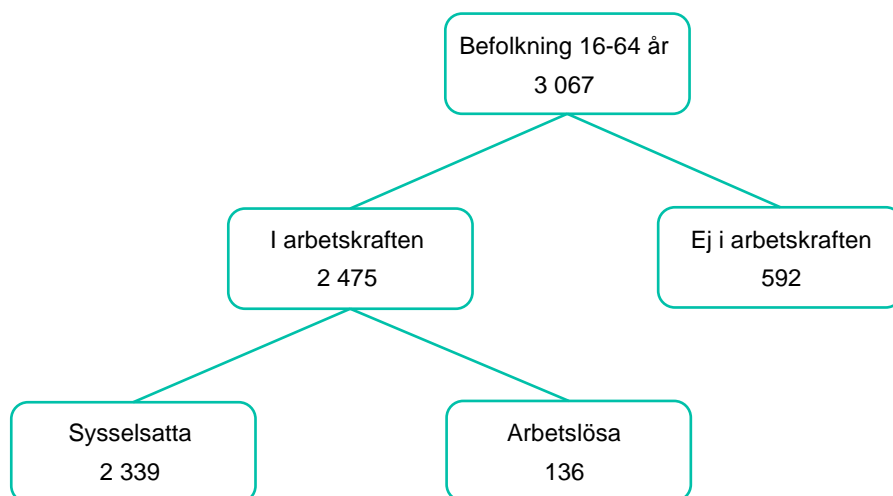 Befolkning 16-64 år
3 067
I arbetskraften
2 475
Ej i arbetskraften
592
Sysselsatta
2 339
Arbetslösa
136